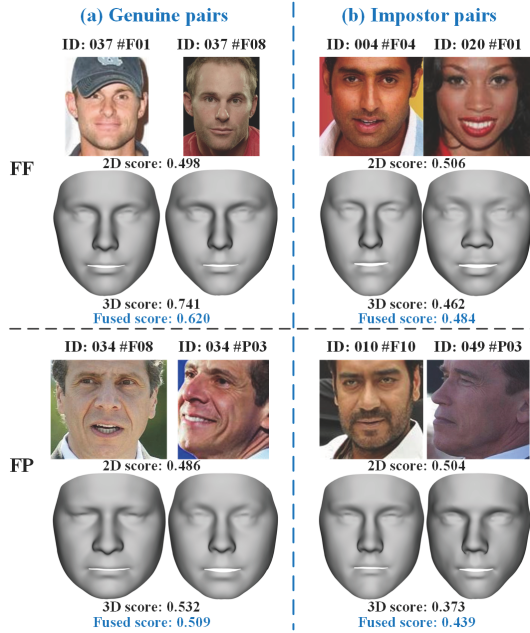 (a) Genuine pairs
(b) Impostor pairs
ID: 037 #F01
ID: 037 #F08
ID: 004 #F04
ID: 020 #F01
FF
2D score: 0.498
2D score: 0.506
3D score: 0.741
3D score: 0.462
Fused score: 0.620
Fused score: 0.484
ID: 034 #F08
ID: 034 #P03
ID: 010 #F10
ID: 049 #P03
FP
2D score: 0.486
2D score: 0.504
3D score: 0.532
3D score: 0.373
Fused score: 0.509
Fused score: 0.439